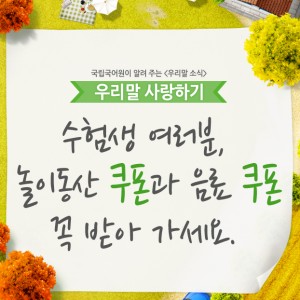 국립국어원이 알려 주는 <우리말 소식>
우리말 사랑하기
수험생 여러분,
놀이동산 쿠폰과 음료 쿠폰
꼭 받아 가세요.